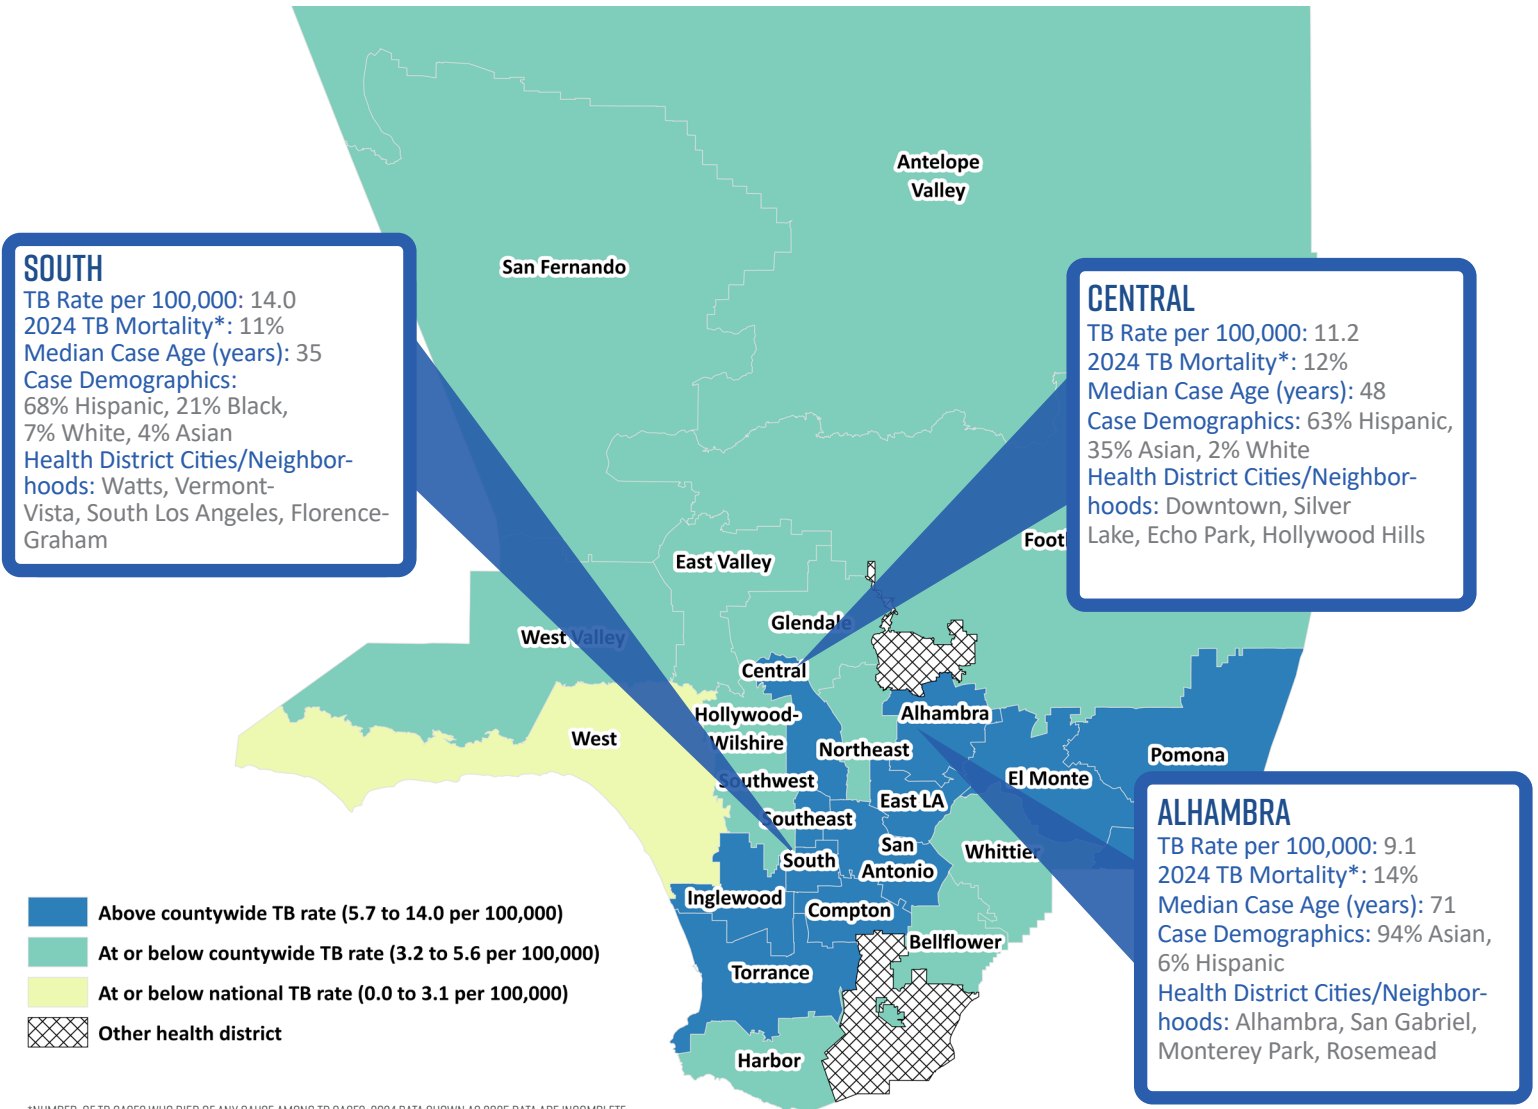 Antelope
Valley
San Fernando
SOUTH
TB Rate per 100,000: 14.0
2024 TB Mortality*: 11%
Median Case Age (years): 35
Case Demographics:
68% Hispanic, 21% Black,
7% White, 4% Asian
Health District Cities/Neighbor-
hoods: Watts, Vermont-
Vista, South Los Angeles, Florence-
Graham
CENTRAL
TB Rate per 100,000: 11.2
2024 TB Mortality*: 12%
Median Case Age (years): 48
Case Demographics: 63% Hispanic,
35% Asian, 2% White
Health District Cities/Neighbor-
hoods: Downtown, Silver
Lake, Echo Park, Hollywood Hills
East Valley
Glendale
West Valley
Central
Hollywood-
Wilshire
West
Northeast
Alhambra
Pomona
El Monte
Southwest
East LA
Southeast
South
San
Antonio
Whittier
Inglewood
Compton
Bellflower
Torrance
Harbor
ALHAMBRA
TB Rate per 100,000: 9.1
2024 TB Mortality*: 14%
Median Case Age (years): 71
Case Demographics: 94% Asian,
6% Hispanic
Health District Cities/Neighbor-
hoods: Alhambra, San Gabriel,
Monterey Park, Rosemead
Above countywide TB rate (5.7 to 14.0 per 100,000)
At or below countywide TB rate (3.2 to 5.6 per 100,000)
At or below national TB rate (0.0 to 3.1 per 100,000)
Other health district